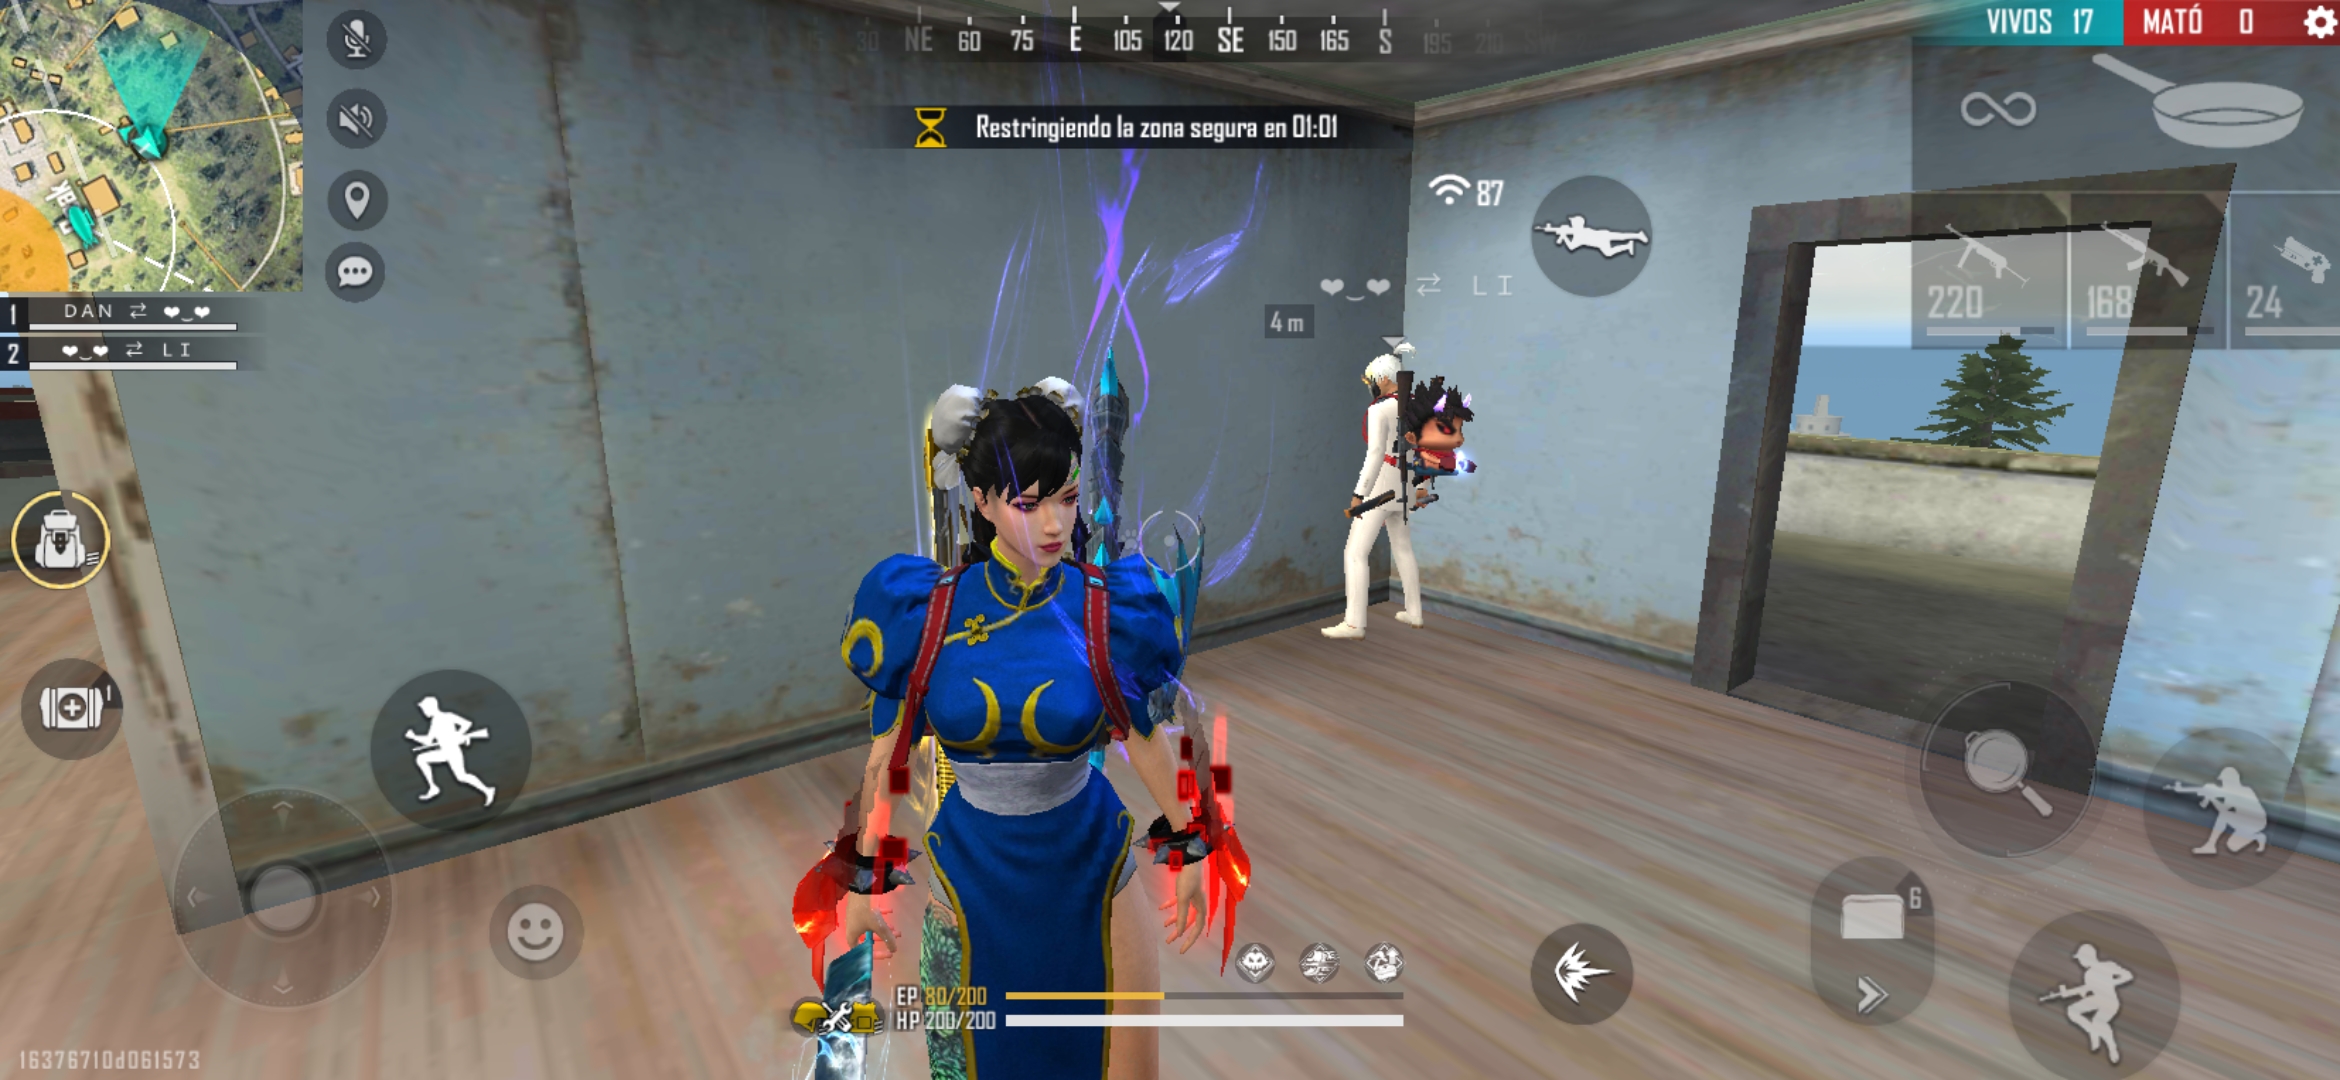 15 30 NE 60 75 E 105 120 SE 150 165 S 195 210 SW
VIVOS 17 MATÓ 0
Restringiendo la zona segura en 01:01
87
220 168 24
❤‿❤ ⇄ L I
4 m
1 DAN ⇄ ❤‿❤
2 ❤‿❤ ⇄ L I
1
6
EP 80/200
HP 200/200
16376710d061573